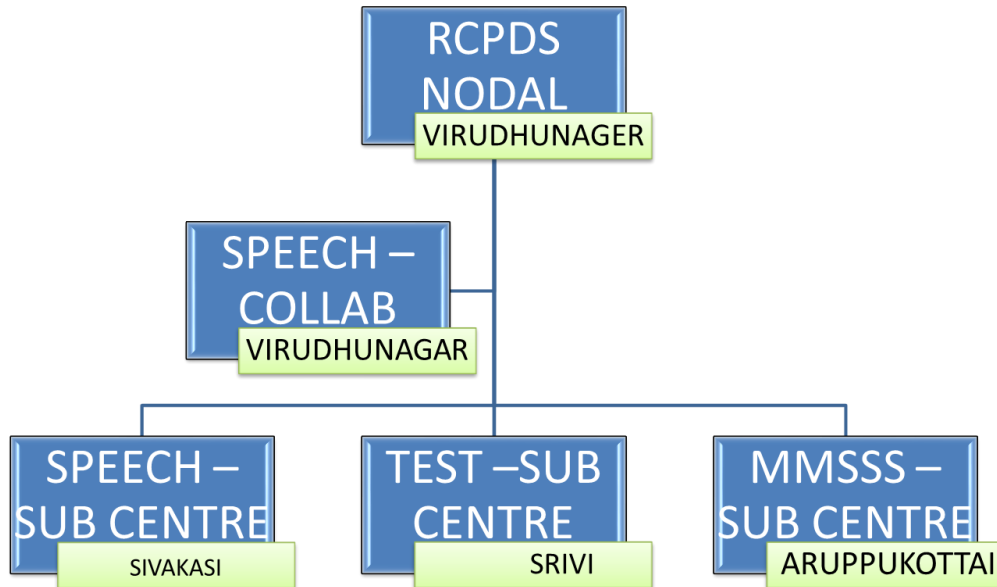 RCPDS
NODAL
VIRUDHUNAGER
SPEECH –
COLLAB
VIRUDHUNAGAR
SPEECH –
SUB CENTRE
SIVAKASI
TEST –SUB
CENTRE
SRIVI
MMSSS –
SUB CENTRE
ARUPPUKOTTAI